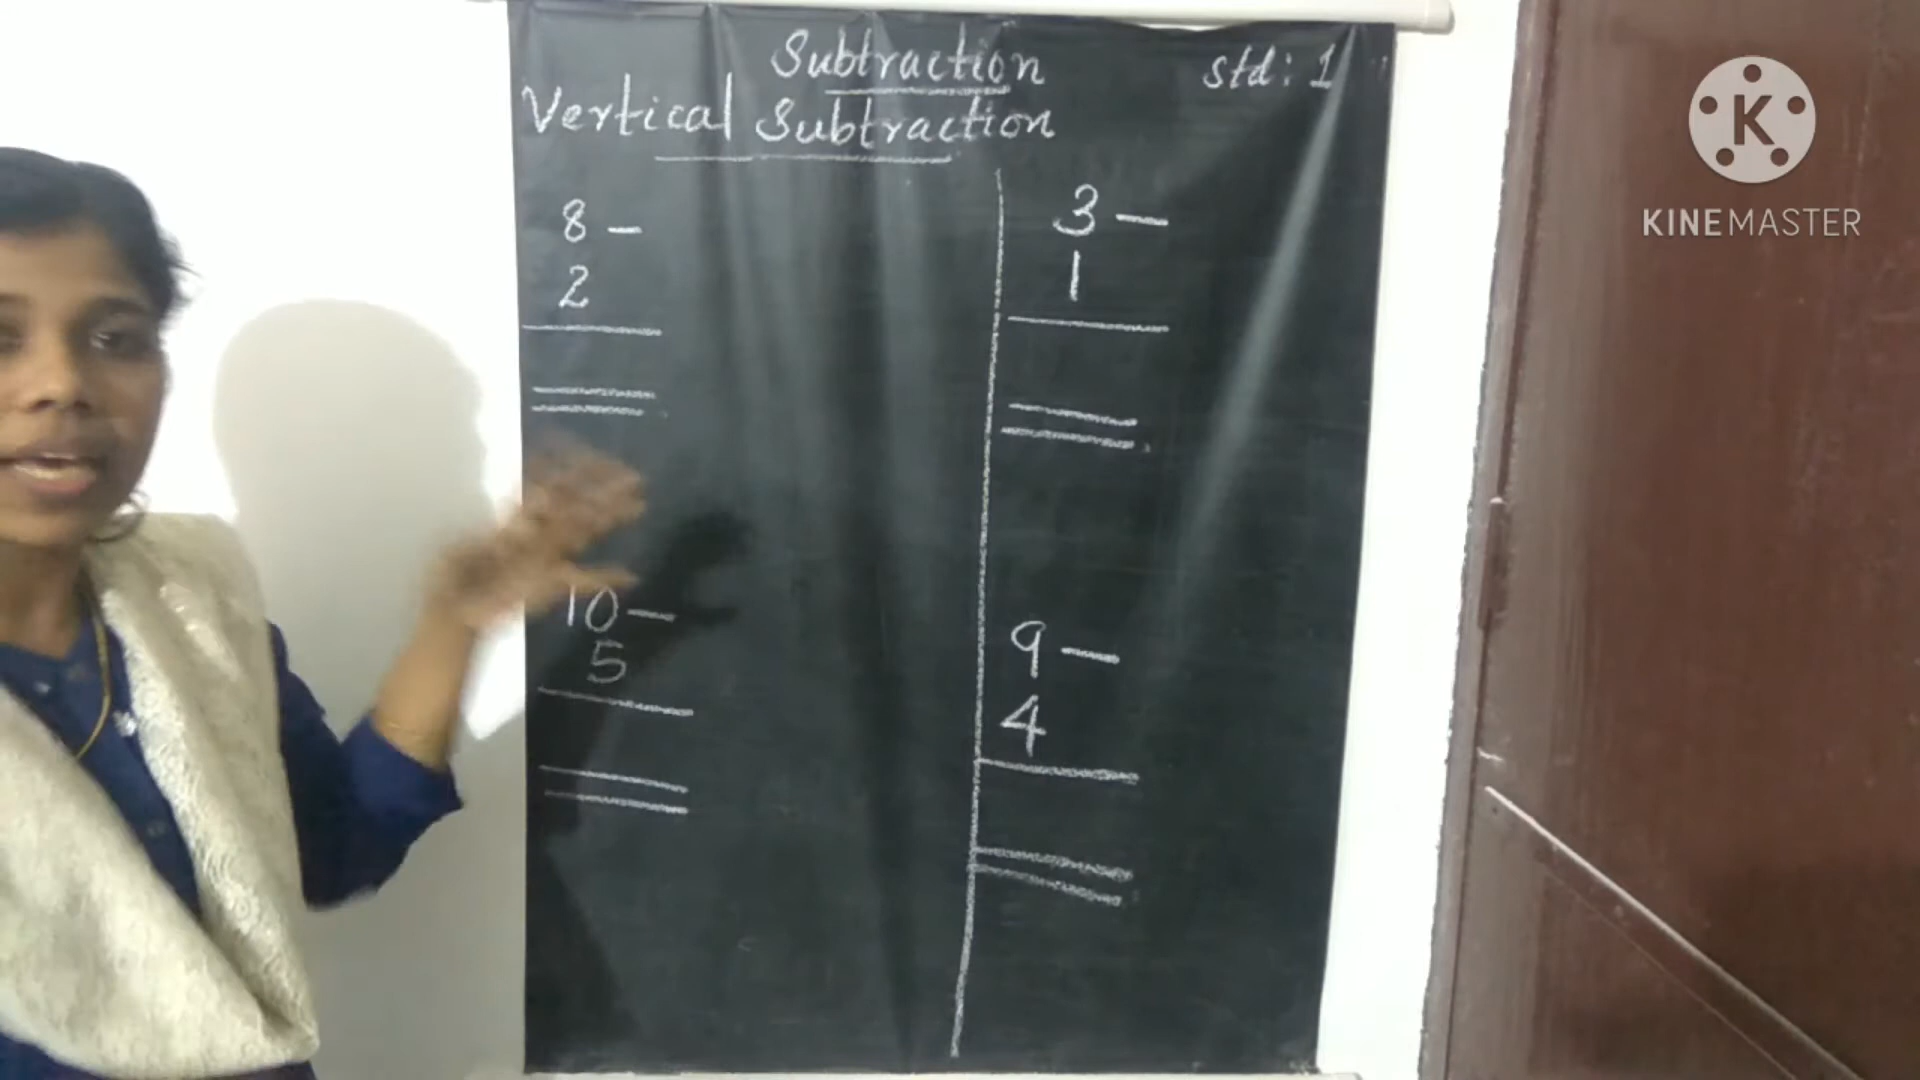 Subtraction
std: 1
Vertical Subtraction
8 -
2
3 -
1
10 -
5
9 -
4
K
KINEMASTER